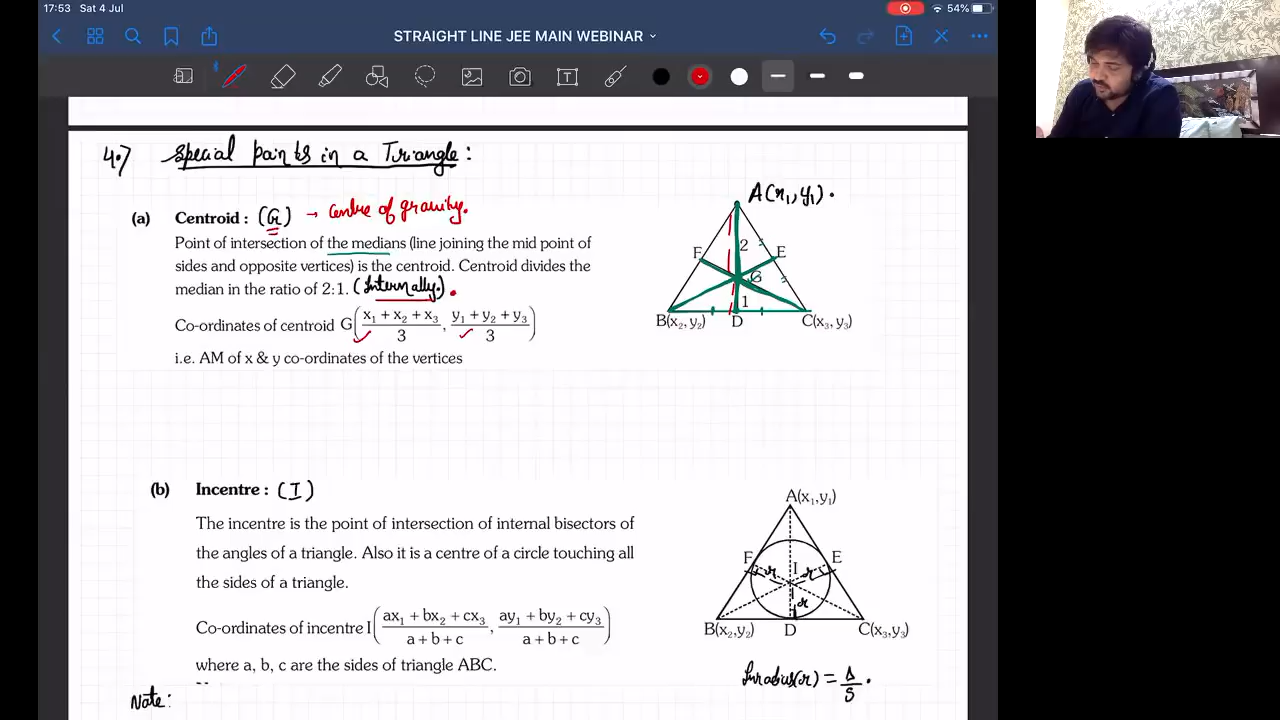 17:53 Sat 4 Jul
54%
STRAIGHT LINE JEE MAIN WEBINAR
T
4.7 Special Points in a Triangle :
(a) Centroid : (G) → Centre of gravity.
Point of intersection of the medians (line joining the mid point of
sides and opposite vertices) is the centroid. Centroid divides the
median in the ratio of 2:1. (Internally).
Co-ordinates of centroid G((x₁ + x₂ + x₃)/3, (y₁ + y₂ + y₃)/3)
i.e. AM of x & y co-ordinates of the vertices
A(x₁, y₁).
2
F E
G
1
B(x₂, y₂) D C(x₃, y₃)
(b) Incentre : (I)
The incentre is the point of intersection of internal bisectors of
the angles of a triangle. Also it is a centre of a circle touching all
the sides of a triangle.
Co-ordinates of incentre I((ax₁ + bx₂ + cx₃)/(a + b + c), (ay₁ + by₂ + cy₃)/(a + b + c))
where a, b, c are the sides of triangle ABC.
A(x₁,y₁)
F E
r I r
r
B(x₂,y₂) D C(x₃,y₃)
Inradius(r) = Δ/s.
Note: